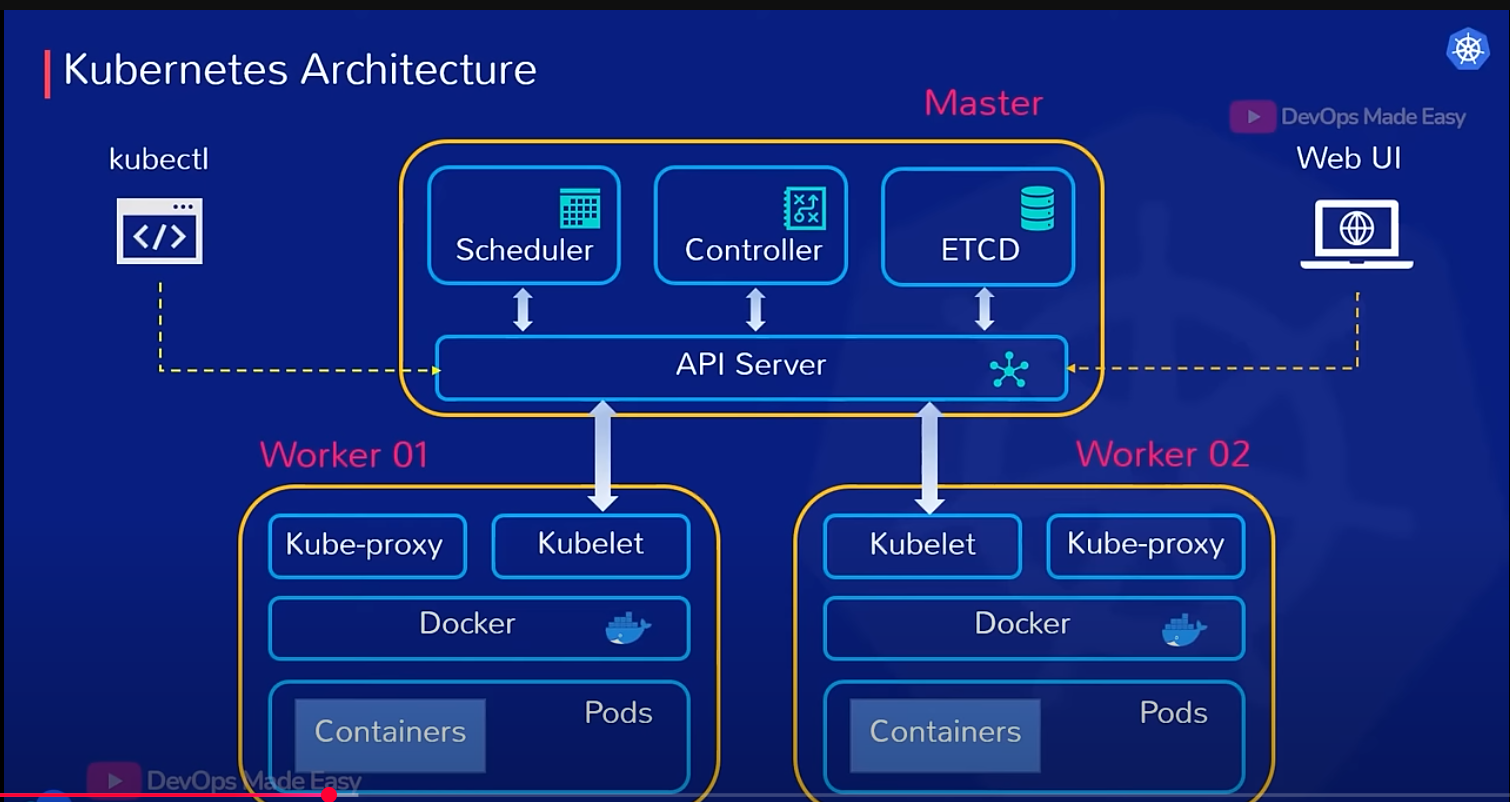 Kubernetes Architecture
Master
DevOps Made Easy
kubectl
Web UI
</>
Scheduler
Controller
ETCD
API Server
Worker 01
Worker 02
Kube-proxy
Kubelet
Kubelet
Kube-proxy
Docker
Docker
Containers
Pods
Containers
Pods
DevOps Made Easy